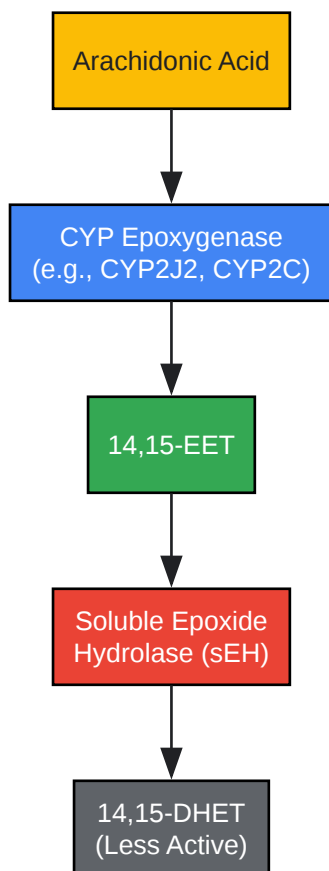 Arachidonic Acid
CYP Epoxygenase
(e.g., CYP2J2, CYP2C)
14,15-EET
Soluble Epoxide
Hydrolase (sEH)
14,15-DHET
(Less Active)